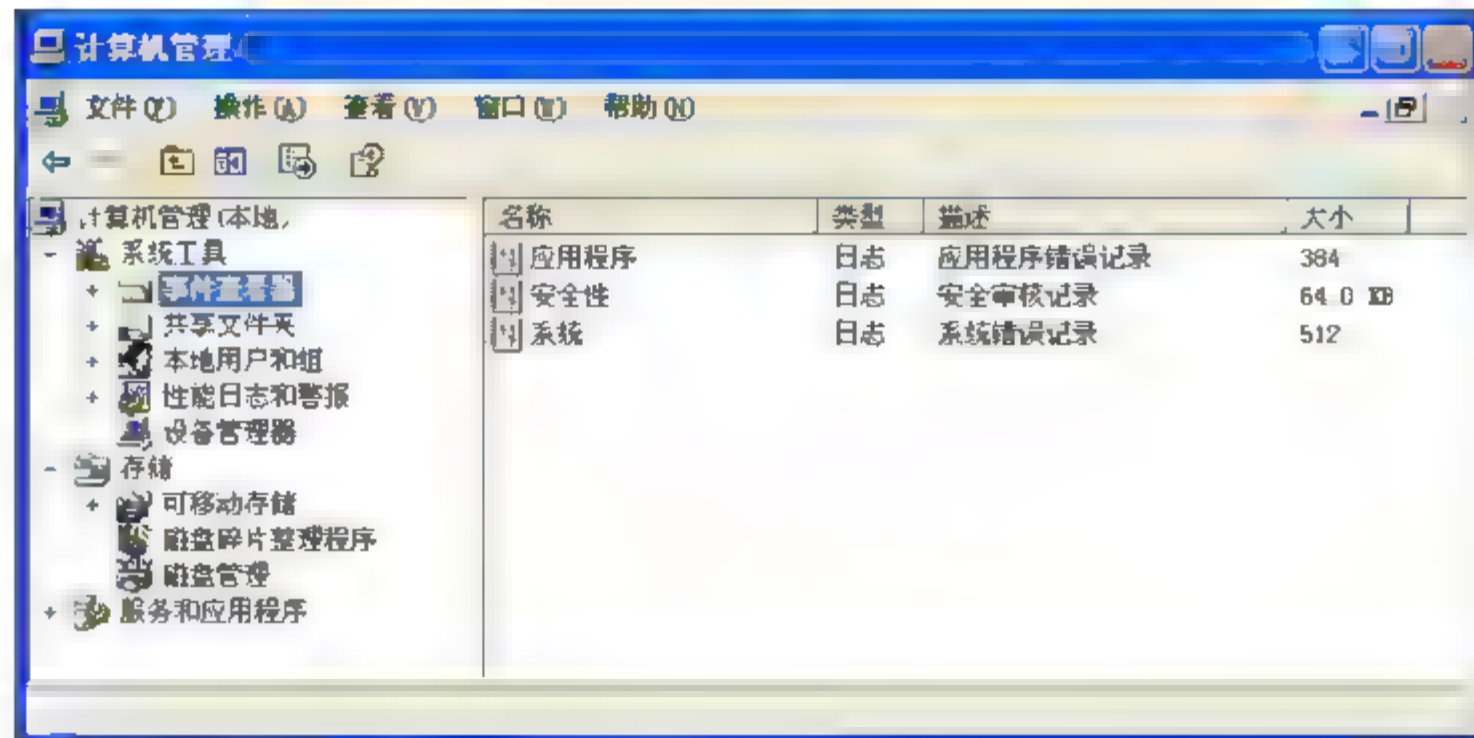 计算机管理
文件(F) 操作(A) 查看(V) 窗口(W) 帮助(H)
计算机管理(本地)
系统工具
事件查看器
共享文件夹
本地用户和组
性能日志和警报
设备管理器
存储
可移动存储
磁盘碎片整理程序
磁盘管理
服务和应用程序
名称 类型 描述 大小
应用程序 日志 应用程序错误记录 384
安全性 日志 安全审核记录 64.0 KB
系统 日志 系统错误记录 512